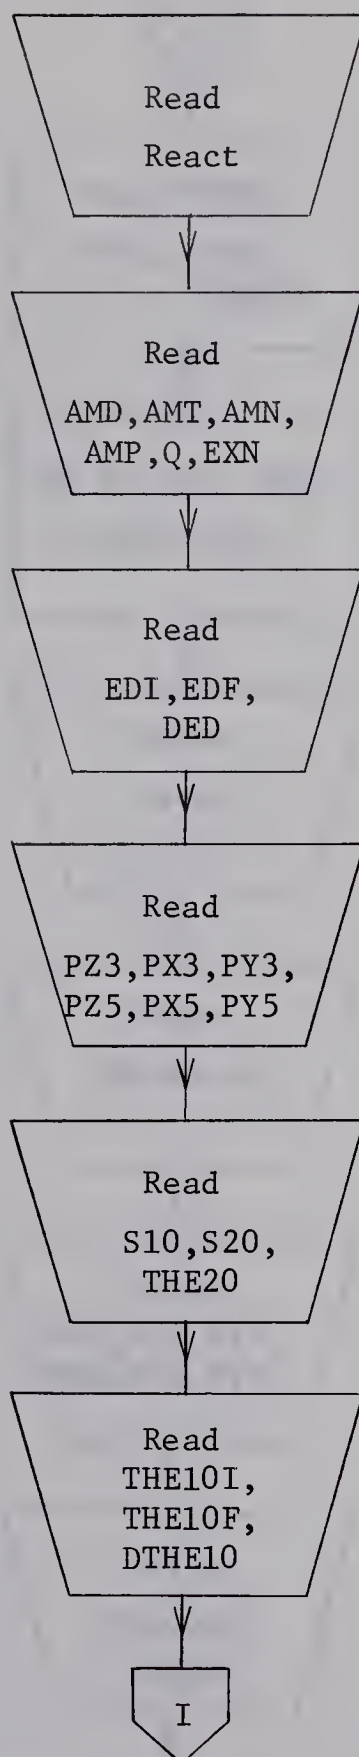 Read
React
Read
AMD,AMT,AMN,
AMP,Q,EXN
Read
EDI,EDF,
DED
Read
PZ3,PX3,PY3,
PZ5,PX5,PY5
Read
S10,S20,
THE20
Read
THE10I,
THE10F,
DTHE10
I